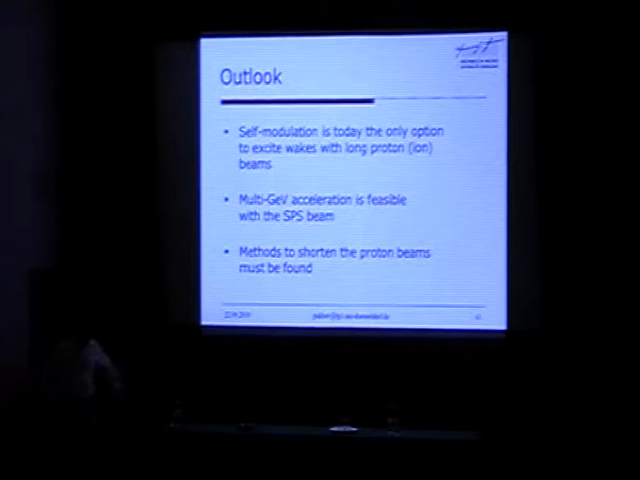 Outlook
• Self-modulation is today the only option
to excite wakes with long proton (ion)
beams
• Multi-GeV acceleration is feasible
with the SPS beam
• Methods to shorten the proton beams
must be found